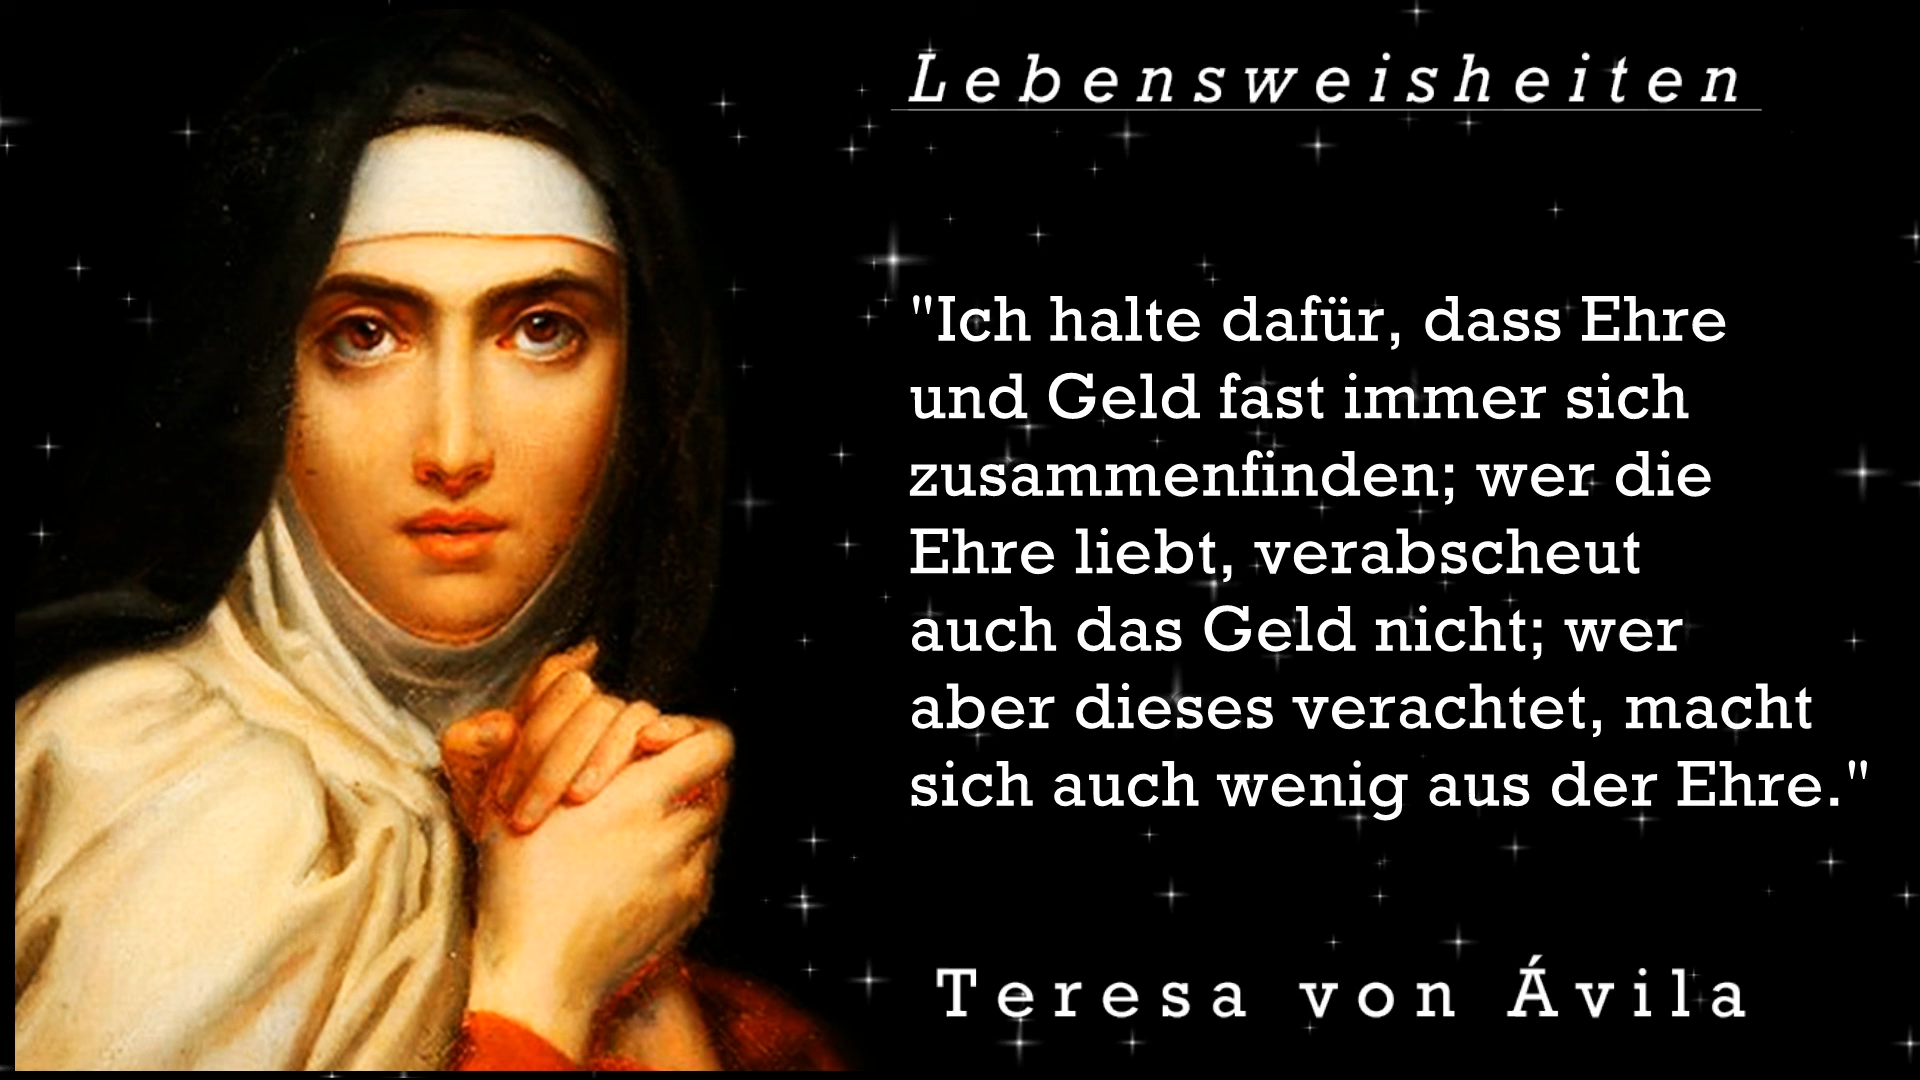 Lebensweisheiten
"Ich halte dafür, dass Ehre
und Geld fast immer sich
zusammenfinden; wer die
Ehre liebt, verabscheut
auch das Geld nicht; wer
aber dieses verachtet, macht
sich auch wenig aus der Ehre."
Teresa von Ávila